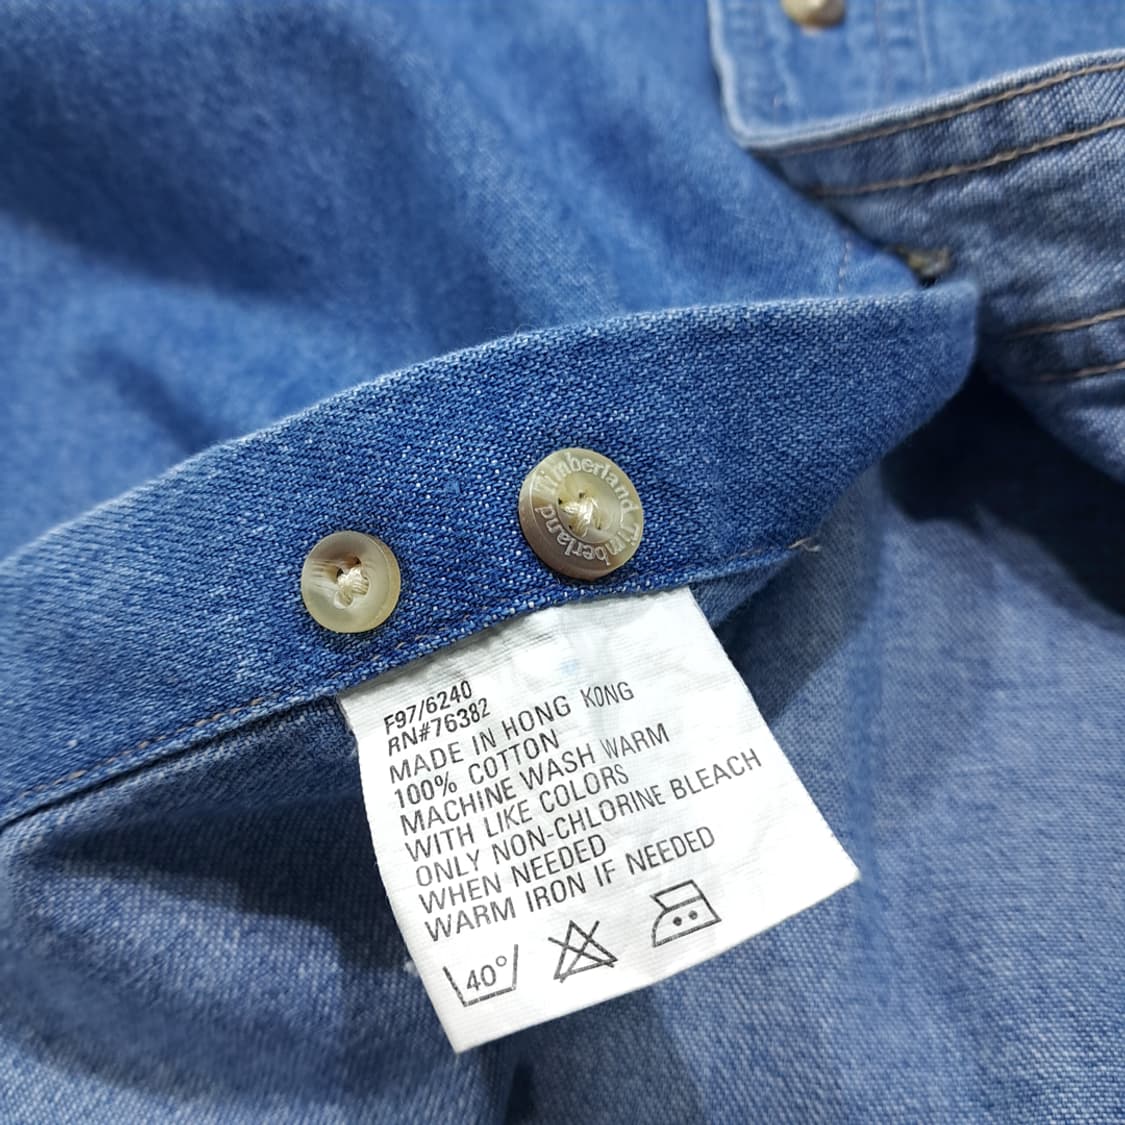 Timberland Timberland
F97/6240
RN#76382
MADE IN HONG KONG
100% COTTON
MACHINE WASH WARM
WITH LIKE COLORS
ONLY NON-CHLORINE BLEACH
WHEN NEEDED
WARM IRON IF NEEDED
40°